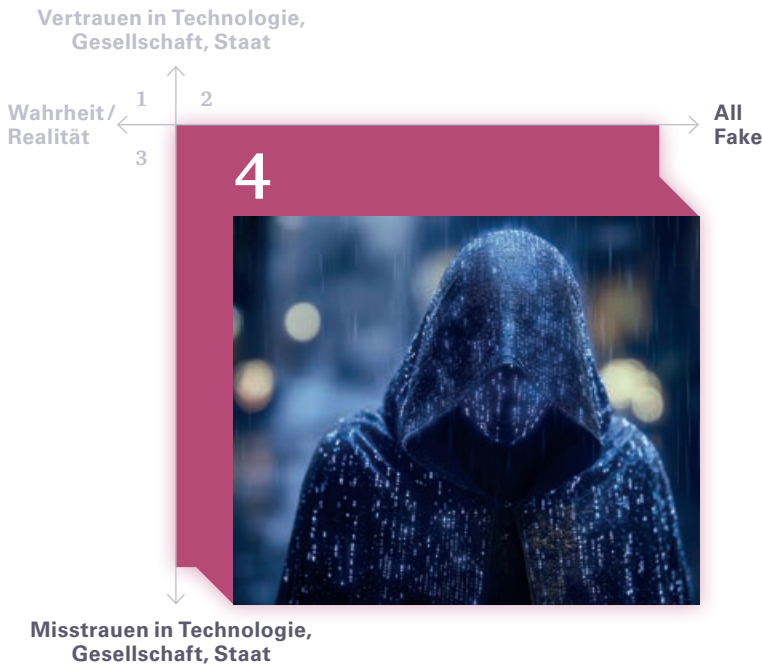 Vertrauen in Technologie,
Gesellschaft, Staat
1 2
Wahrheit/
Realität
All
Fake
3
4
Misstrauen in Technologie,
Gesellschaft, Staat